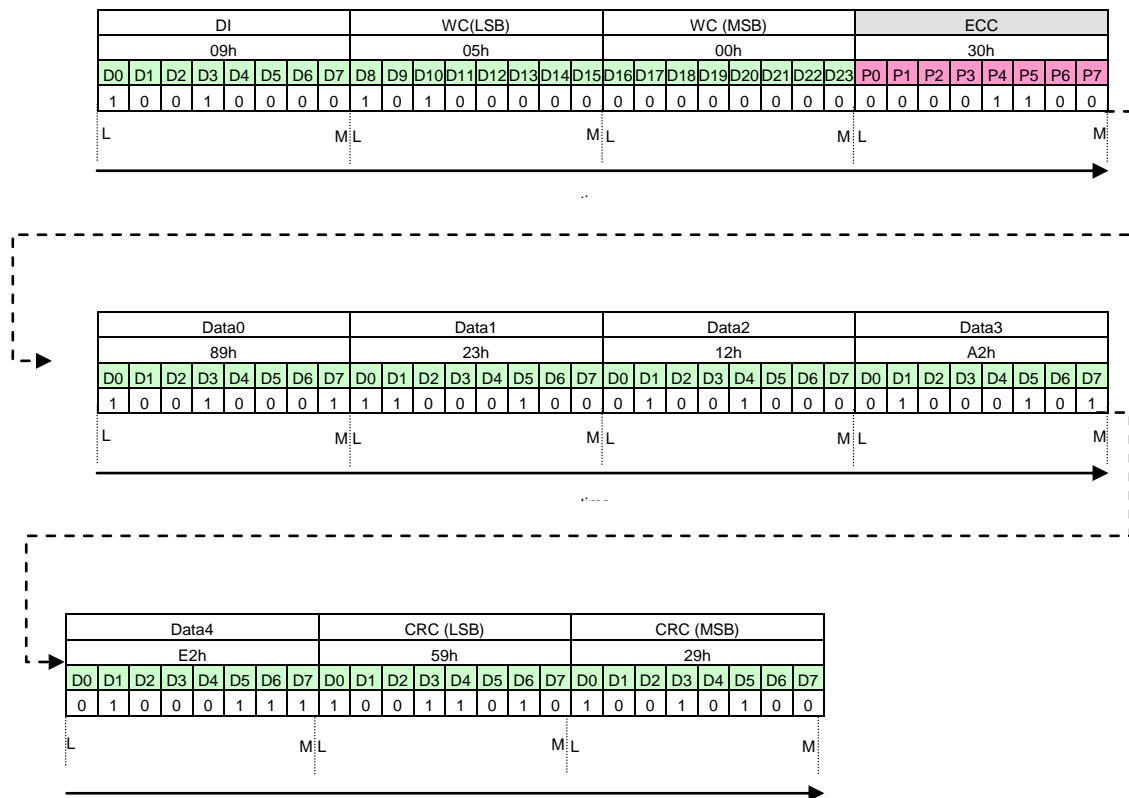 DI WC(LSB) WC (MSB) ECC
09h 05h 00h 30h
D0 D1 D2 D3 D4 D5 D6 D7 D8 D9 D10 D11 D12 D13 D14 D15 D16 D17 D18 D19 D20 D21 D22 D23 P0 P1 P2 P3 P4 P5 P6 P7
1 0 0 1 0 0 0 0 1 0 1 0 0 0 0 0 0 0 0 0 0 0 0 0 0 0 0 0 1 1 0 0
L M L M L M L M
Data0 Data1 Data2 Data3
89h 23h 12h A2h
D0 D1 D2 D3 D4 D5 D6 D7 D0 D1 D2 D3 D4 D5 D6 D7 D0 D1 D2 D3 D4 D5 D6 D7 D0 D1 D2 D3 D4 D5 D6 D7
1 0 0 1 0 0 0 1 1 1 0 0 0 1 0 0 0 1 0 0 1 0 0 0 0 1 0 0 0 1 0 1
L M L M L M L M
Data4 CRC (LSB) CRC (MSB)
E2h 59h 29h
D0 D1 D2 D3 D4 D5 D6 D7 D0 D1 D2 D3 D4 D5 D6 D7 D0 D1 D2 D3 D4 D5 D6 D7
0 1 0 0 0 1 1 1 1 0 0 1 1 0 1 0 1 0 0 1 0 1 0 0
L M L M L M